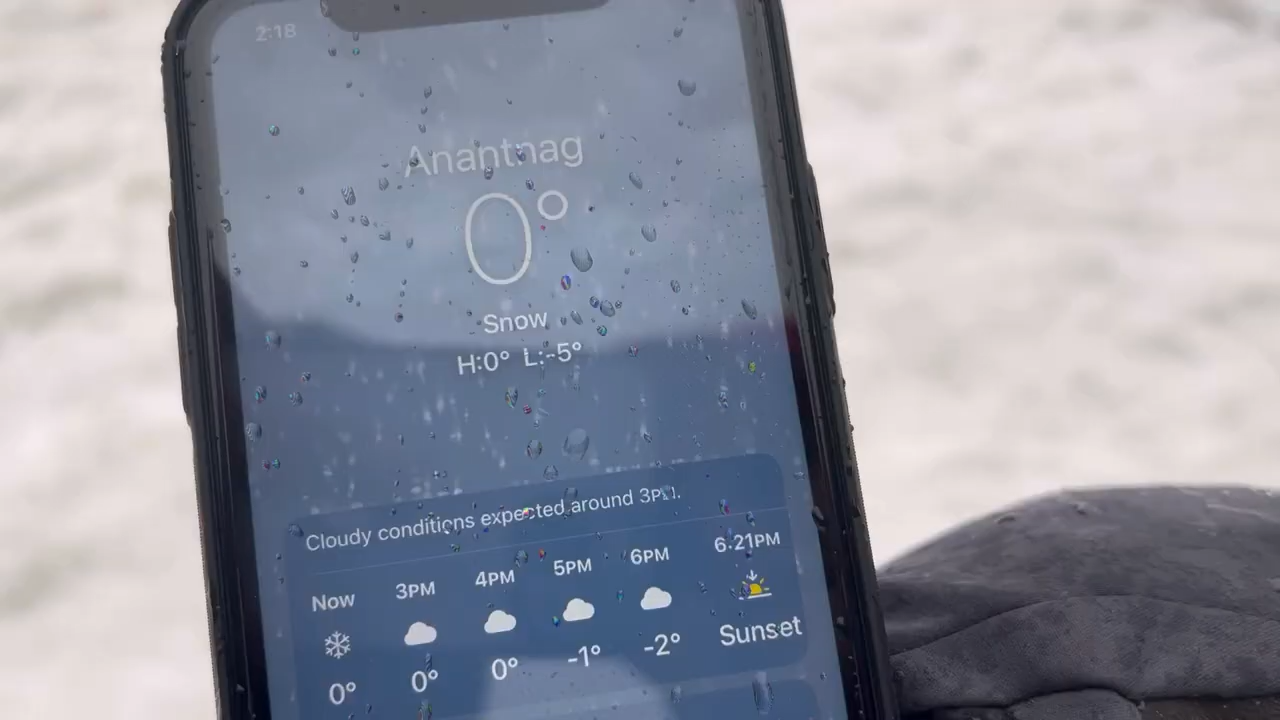 2:18
Anantnag
0°
Snow
H:0° L:-5°
Cloudy conditions expected around 3PM.
Now 3PM 4PM 5PM 6PM 6:21PM
0° 0° 0° -1° -2° Sunset